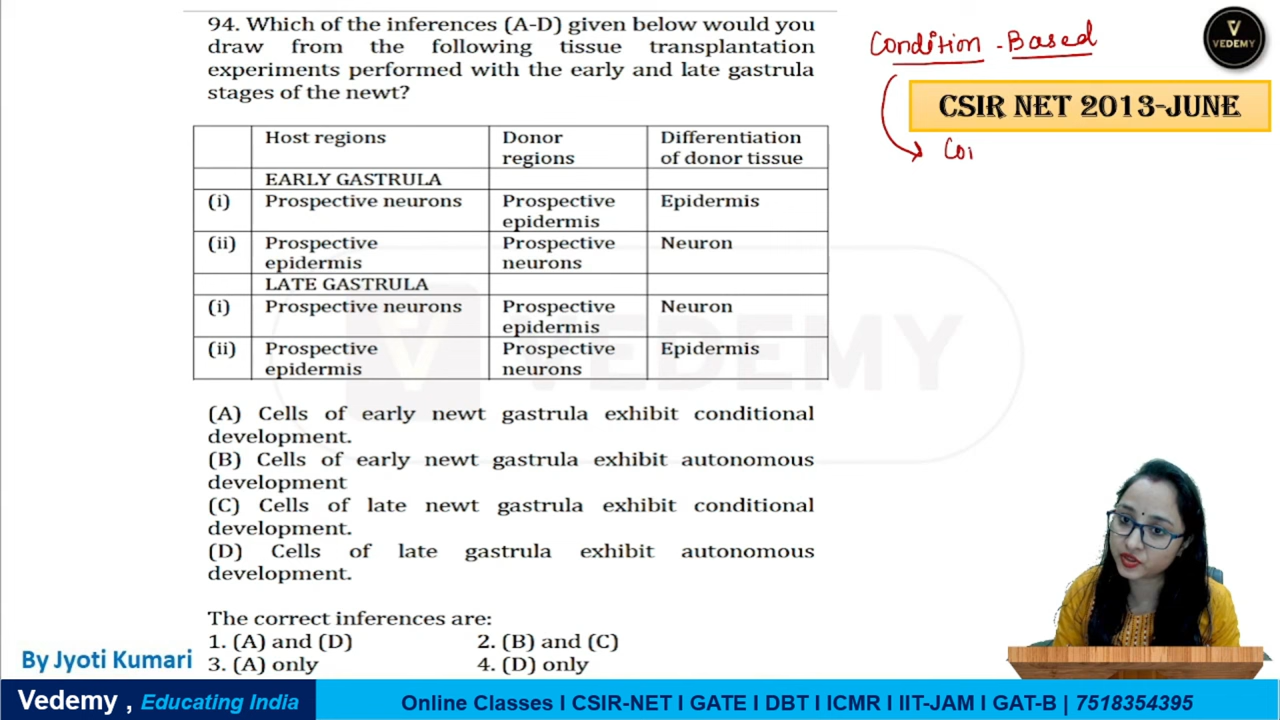 94. Which of the inferences (A-D) given below would you
draw from the following tissue transplantation
experiments performed with the early and late gastrula
stages of the newt?
Host regions Donor regions Differentiation of donor tissue
EARLY GASTRULA
(i) Prospective neurons Prospective epidermis Epidermis
(ii) Prospective epidermis Prospective neurons Neuron
LATE GASTRULA
(i) Prospective neurons Prospective epidermis Neuron
(ii) Prospective epidermis Prospective neurons Epidermis
(A) Cells of early newt gastrula exhibit conditional
development.
(B) Cells of early newt gastrula exhibit autonomous
development
(C) Cells of late newt gastrula exhibit conditional
development.
(D) Cells of late gastrula exhibit autonomous
development.
The correct inferences are:
1. (A) and (D) 2. (B) and (C)
3. (A) only 4. (D) only
Condition - Based
VEDEMY
CSIR NET 2013-JUNE
Coi
VEDEMY
By Jyoti Kumari
Vedemy , Educating India
Online Classes I CSIR-NET I GATE I DBT I ICMR I IIT-JAM I GAT-B | 7518354395